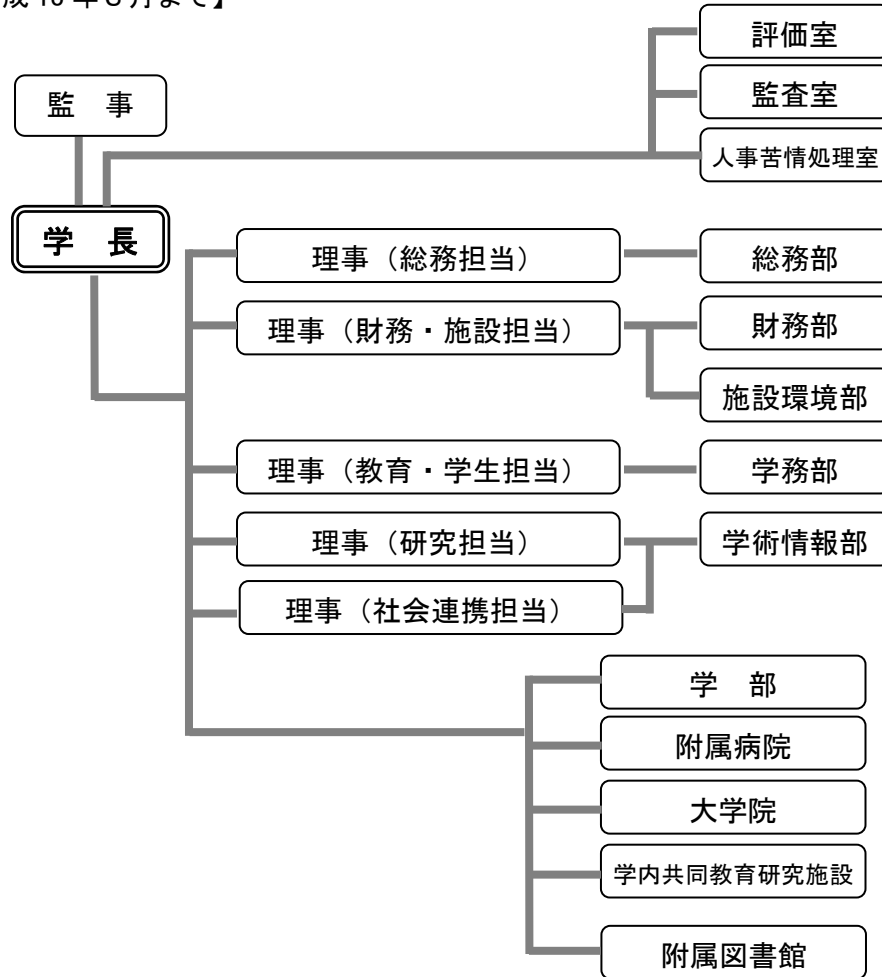 年 月まで】
評価室
監　事
監査室
人事苦情処理室
学　長
理事（総務担当）
総務部
理事（財務・施設担当）
財務部
施設環境部
理事（教育・学生担当）
学務部
理事（研究担当）
学術情報部
理事（社会連携担当）
学　部
附属病院
大学院
学内共同教育研究施設
附属図書館